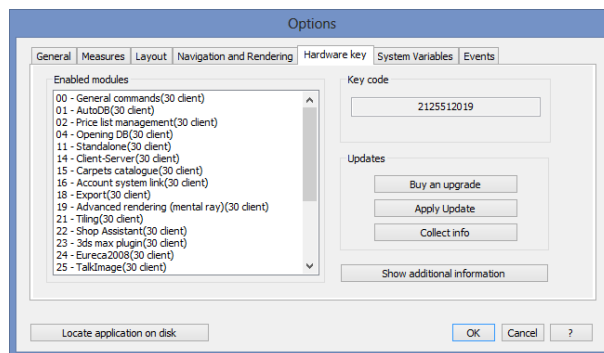 Options
General Measures Layout Navigation and Rendering Hardware key System Variables Events
Enabled modules
00 - General commands(30 client)
01 - AutoDB(30 client)
02 - Price list management(30 client)
04 - Opening DB(30 client)
11 - Standalone(30 client)
14 - Client-Server(30 client)
15 - Carpets catalogue(30 client)
16 - Account system link(30 client)
18 - Export(30 client)
19 - Advanced rendering (mental ray)(30 client)
21 - Tiling(30 client)
22 - Shop Assistant(30 client)
23 - 3ds max plugin(30 client)
24 - Eureca2008(30 client)
25 - TalkImage(30 client)
Key code
2125512019
Updates
Buy an upgrade
Apply Update
Collect info
Show additional information
Locate application on disk
OK Cancel ?